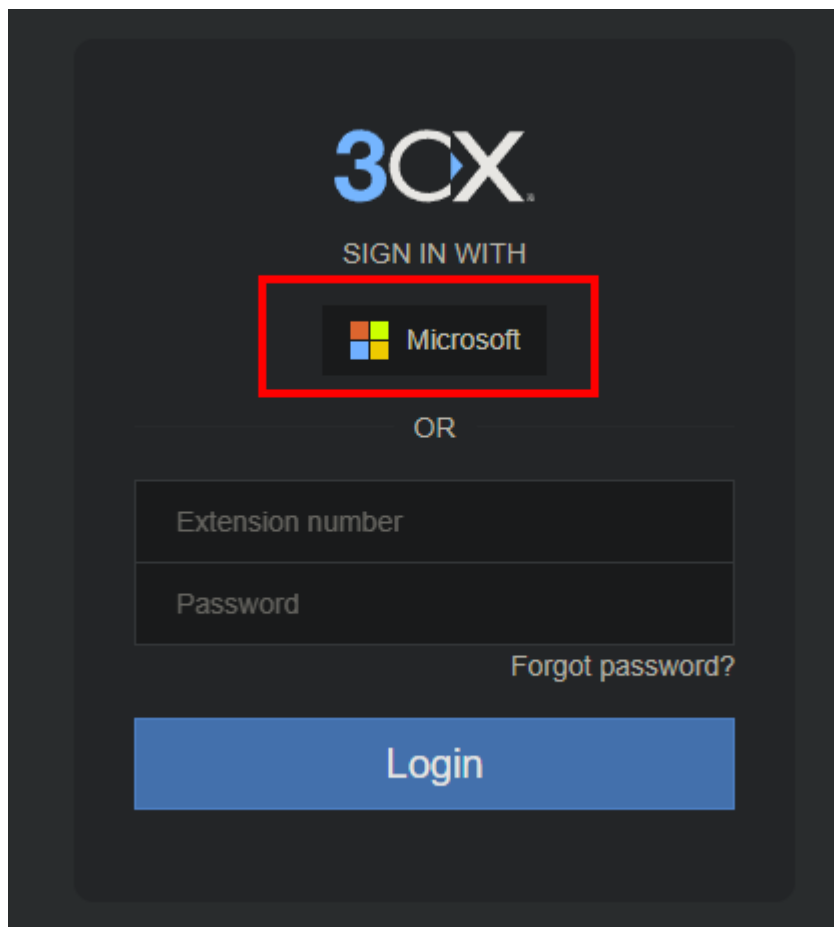 3CX
SIGN IN WITH
Microsoft
OR
Extension number
Password
Forgot password?
Login